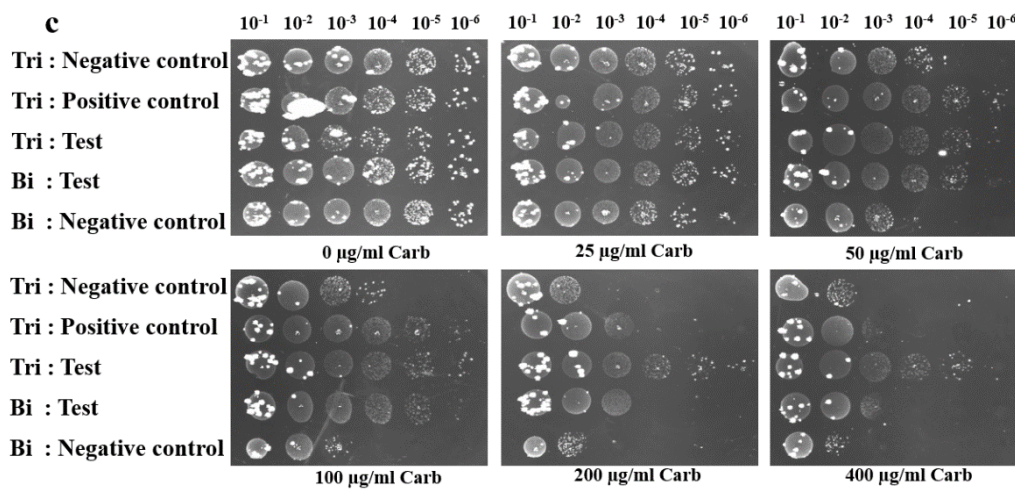 c
10⁻¹ 10⁻² 10⁻³ 10⁻⁴ 10⁻⁵ 10⁻⁶ 10⁻¹ 10⁻² 10⁻³ 10⁻⁴ 10⁻⁵ 10⁻⁶ 10⁻¹ 10⁻² 10⁻³ 10⁻⁴ 10⁻⁵ 10⁻⁶
Tri : Negative control
Tri : Positive control
Tri : Test
Bi : Test
Bi : Negative control
0 µg/ml Carb 25 µg/ml Carb 50 µg/ml Carb
Tri : Negative control
Tri : Positive control
Tri : Test
Bi : Test
Bi : Negative control
100 µg/ml Carb 200 µg/ml Carb 400 µg/ml Carb